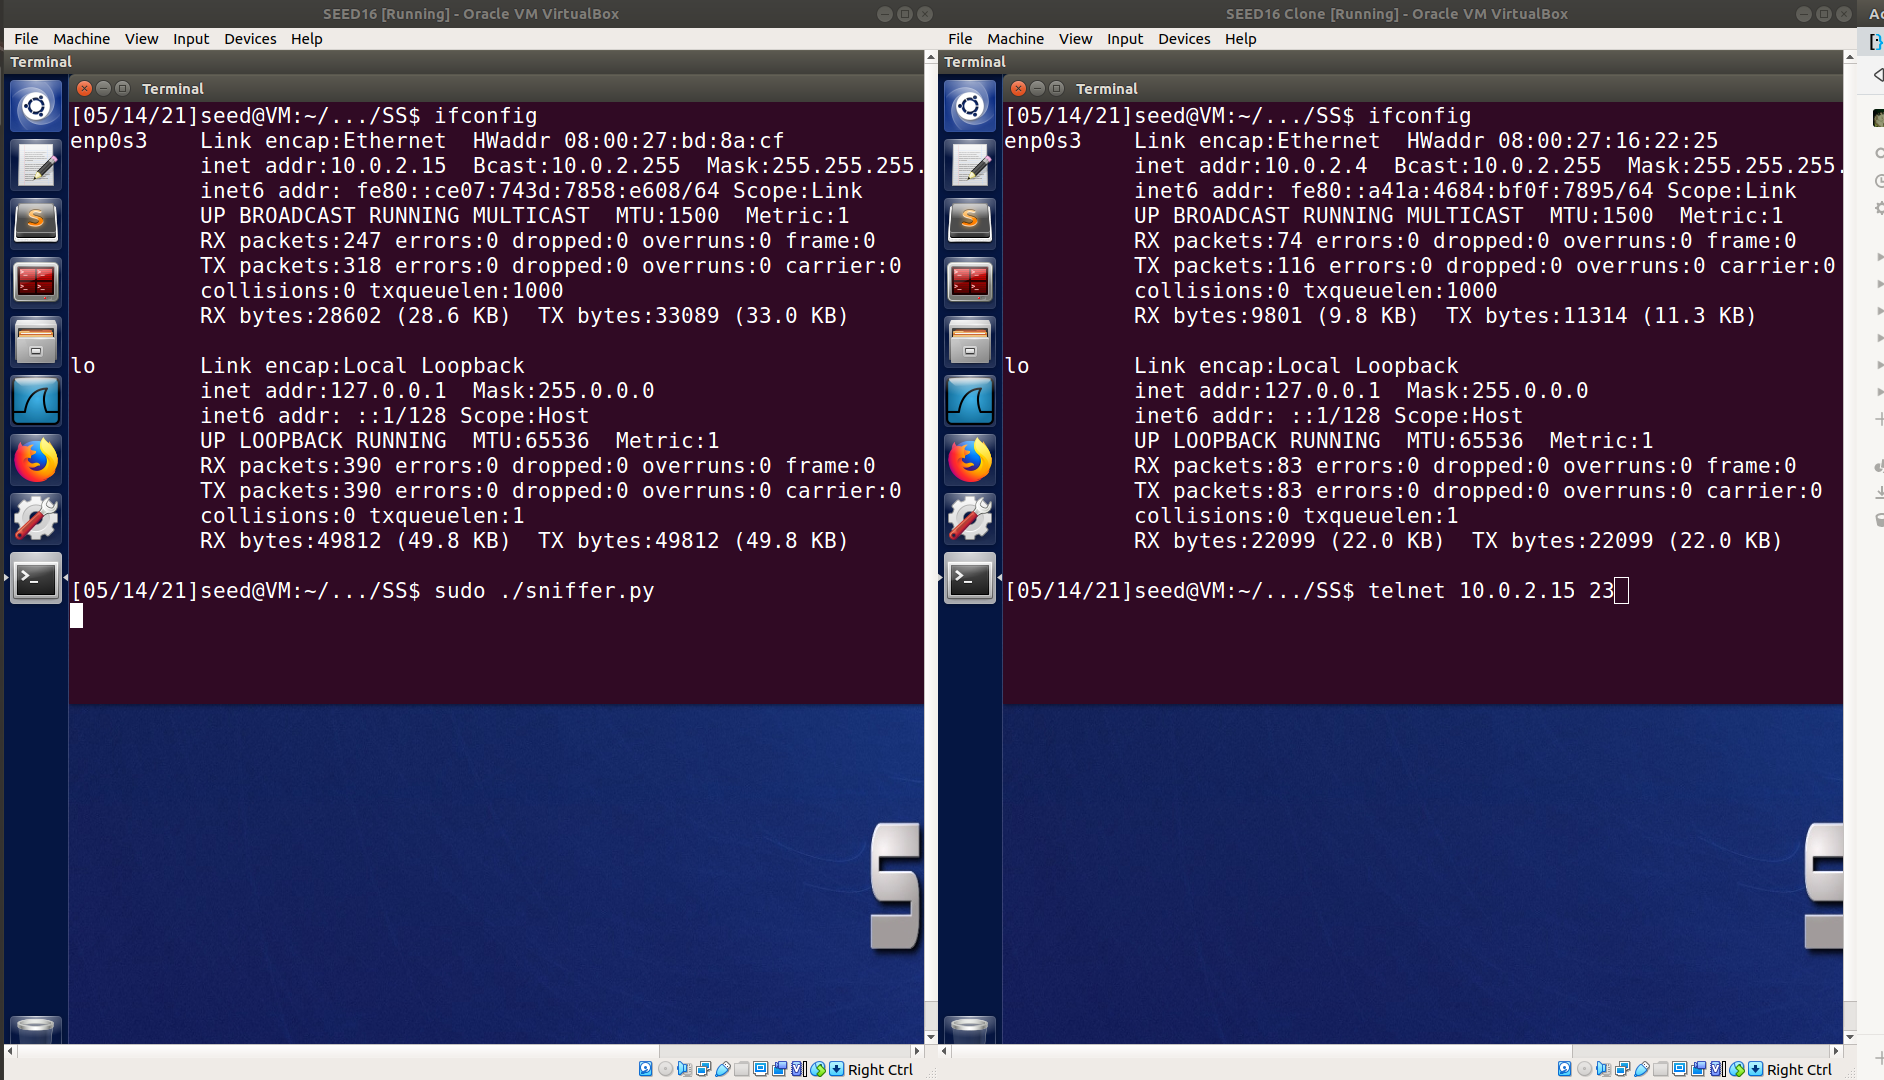 SEED16 [Running] - Oracle VM VirtualBox
File Machine View Input Devices Help
Terminal
Terminal
[05/14/21]seed@VM:~/.../SS$ ifconfig
enp0s3    Link encap:Ethernet  HWaddr 08:00:27:bd:8a:cf
          inet addr:10.0.2.15  Bcast:10.0.2.255  Mask:255.255.255.
          inet6 addr: fe80::ce07:743d:7858:e608/64 Scope:Link
          UP BROADCAST RUNNING MULTICAST  MTU:1500  Metric:1
          RX packets:247 errors:0 dropped:0 overruns:0 frame:0
          TX packets:318 errors:0 dropped:0 overruns:0 carrier:0
          collisions:0 txqueuelen:1000
          RX bytes:28602 (28.6 KB)  TX bytes:33089 (33.0 KB)
lo        Link encap:Local Loopback
          inet addr:127.0.0.1  Mask:255.0.0.0
          inet6 addr: ::1/128 Scope:Host
          UP LOOPBACK RUNNING  MTU:65536  Metric:1
          RX packets:390 errors:0 dropped:0 overruns:0 frame:0
          TX packets:390 errors:0 dropped:0 overruns:0 carrier:0
          collisions:0 txqueuelen:1
          RX bytes:49812 (49.8 KB)  TX bytes:49812 (49.8 KB)
[05/14/21]seed@VM:~/.../SS$ sudo ./sniffer.py
S
Right Ctrl
SEED16 Clone [Running] - Oracle VM VirtualBox
File Machine View Input Devices Help
Terminal
Terminal
[05/14/21]seed@VM:~/.../SS$ ifconfig
enp0s3    Link encap:Ethernet  HWaddr 08:00:27:16:22:25
          inet addr:10.0.2.4  Bcast:10.0.2.255  Mask:255.255.255.
          inet6 addr: fe80::a41a:4684:bf0f:7895/64 Scope:Link
          UP BROADCAST RUNNING MULTICAST  MTU:1500  Metric:1
          RX packets:74 errors:0 dropped:0 overruns:0 frame:0
          TX packets:116 errors:0 dropped:0 overruns:0 carrier:0
          collisions:0 txqueuelen:1000
          RX bytes:9801 (9.8 KB)  TX bytes:11314 (11.3 KB)
lo        Link encap:Local Loopback
          inet addr:127.0.0.1  Mask:255.0.0.0
          inet6 addr: ::1/128 Scope:Host
          UP LOOPBACK RUNNING  MTU:65536  Metric:1
          RX packets:83 errors:0 dropped:0 overruns:0 frame:0
          TX packets:83 errors:0 dropped:0 overruns:0 carrier:0
          collisions:0 txqueuelen:1
          RX bytes:22099 (22.0 KB)  TX bytes:22099 (22.0 KB)
[05/14/21]seed@VM:~/.../SS$ telnet 10.0.2.15 23
Right Ctrl